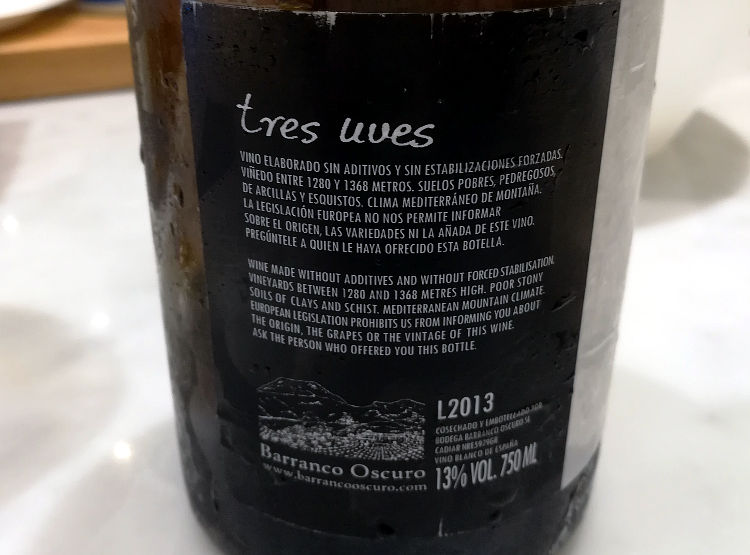 tres uves
VINO ELABORADO SIN ADITIVOS Y SIN ESTABILIZACIONES FORZADAS.
VIÑEDO ENTRE 1280 Y 1368 METROS. SUELOS POBRES, PEDREGOSOS,
DE ARCILLAS Y ESQUISTOS. CLIMA MEDITERRÁNEO DE MONTAÑA.
LA LEGISLACIÓN EUROPEA NO NOS PERMITE INFORMAR
SOBRE EL ORIGEN, LAS VARIEDADES NI LA AÑADA DE ESTE VINO.
PREGÚNTELE A QUIEN LE HAYA OFRECIDO ESTA BOTELLA.
WINE MADE WITHOUT ADDITIVES AND WITHOUT FORCED STABILISATION.
VINEYARDS BETWEEN 1280 AND 1368 METRES HIGH. POOR STONY
SOILS OF CLAYS AND SCHIST. MEDITERRANEAN MOUNTAIN CLIMATE.
EUROPEAN LEGISLATION PROHIBITS US FROM INFORMING YOU ABOUT
THE ORIGIN, THE GRAPES OR THE VINTAGE OF THIS WINE.
ASK THE PERSON WHO OFFERED YOU THIS BOTTLE.
L2013
COSECHADO Y EMBOTELLADO POR
BODEGA BARRANCO OSCURO SL
CADIAR
VINO BLANCO DE ESPAÑA
13% VOL. 750 ML
Barranco Oscuro
www.barrancooscuro.com